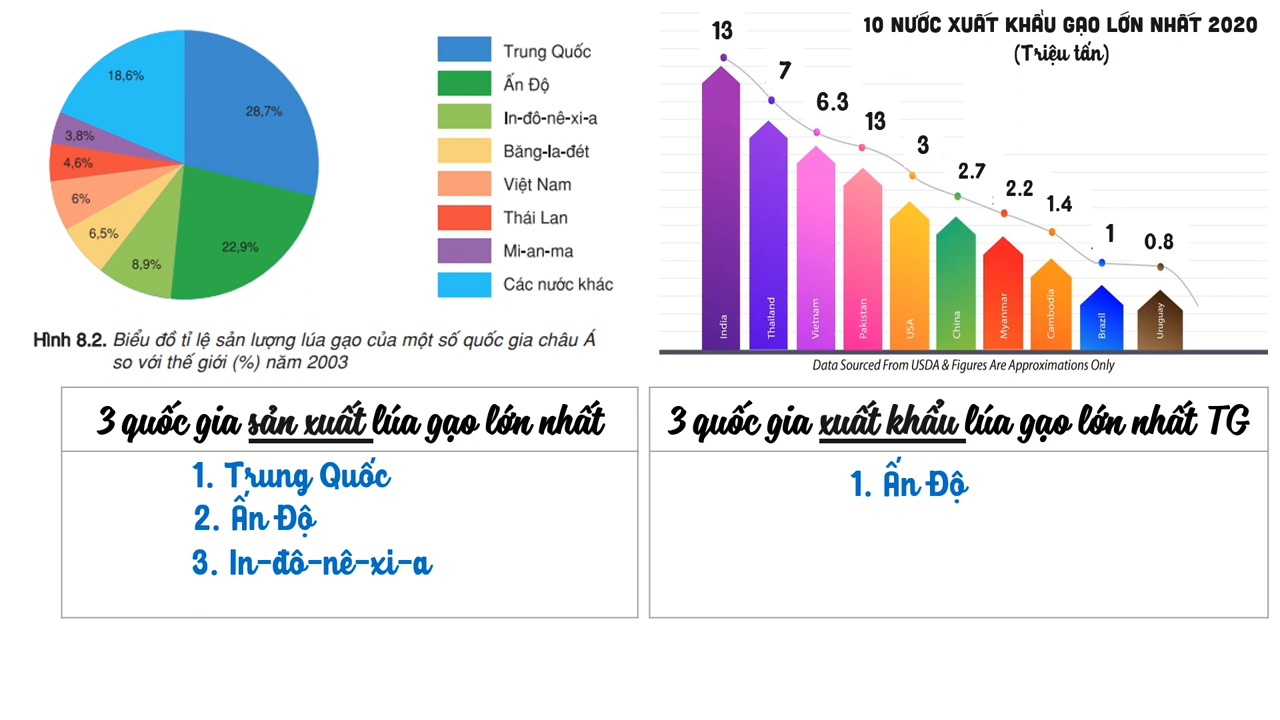 28,7%
22,9%
8,9%
6,5%
6%
4,6%
3,8%
18,6%
Trung Quốc
Ấn Độ
In-đô-nê-xi-a
Băng-la-đét
Việt Nam
Thái Lan
Mi-an-ma
Các nước khác
Hình 8.2. Biểu đồ tỉ lệ sản lượng lúa gạo của một số quốc gia châu Á
so với thế giới (%) năm 2003
10 NƯỚC XUẤT KHẨU GẠO LỚN NHẤT 2020
(Triệu tấn)
13
7
6.3
13
3
2.7
2.2
1.4
1
0.8
India
Thailand
Vietnam
Pakistan
USA
China
Myanmar
Cambodia
Brazil
Uruguay
Data Sourced From USDA & Figures Are Approximations Only
3 quốc gia sản xuất lúa gạo lớn nhất
1. Trung Quốc
2. Ấn Độ
3. In-đô-nê-xi-a
3 quốc gia xuất khẩu lúa gạo lớn nhất TG
1. Ấn Độ